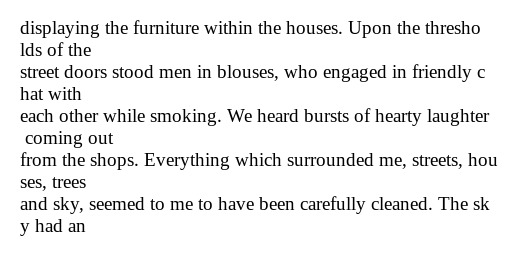 displaying the furniture within the houses. Upon the thresho
lds of the
street doors stood men in blouses, who engaged in friendly c
hat with
each other while smoking. We heard bursts of hearty laughter
 coming out
from the shops. Everything which surrounded me, streets, hou
ses, trees
and sky, seemed to me to have been carefully cleaned. The sk
y had an